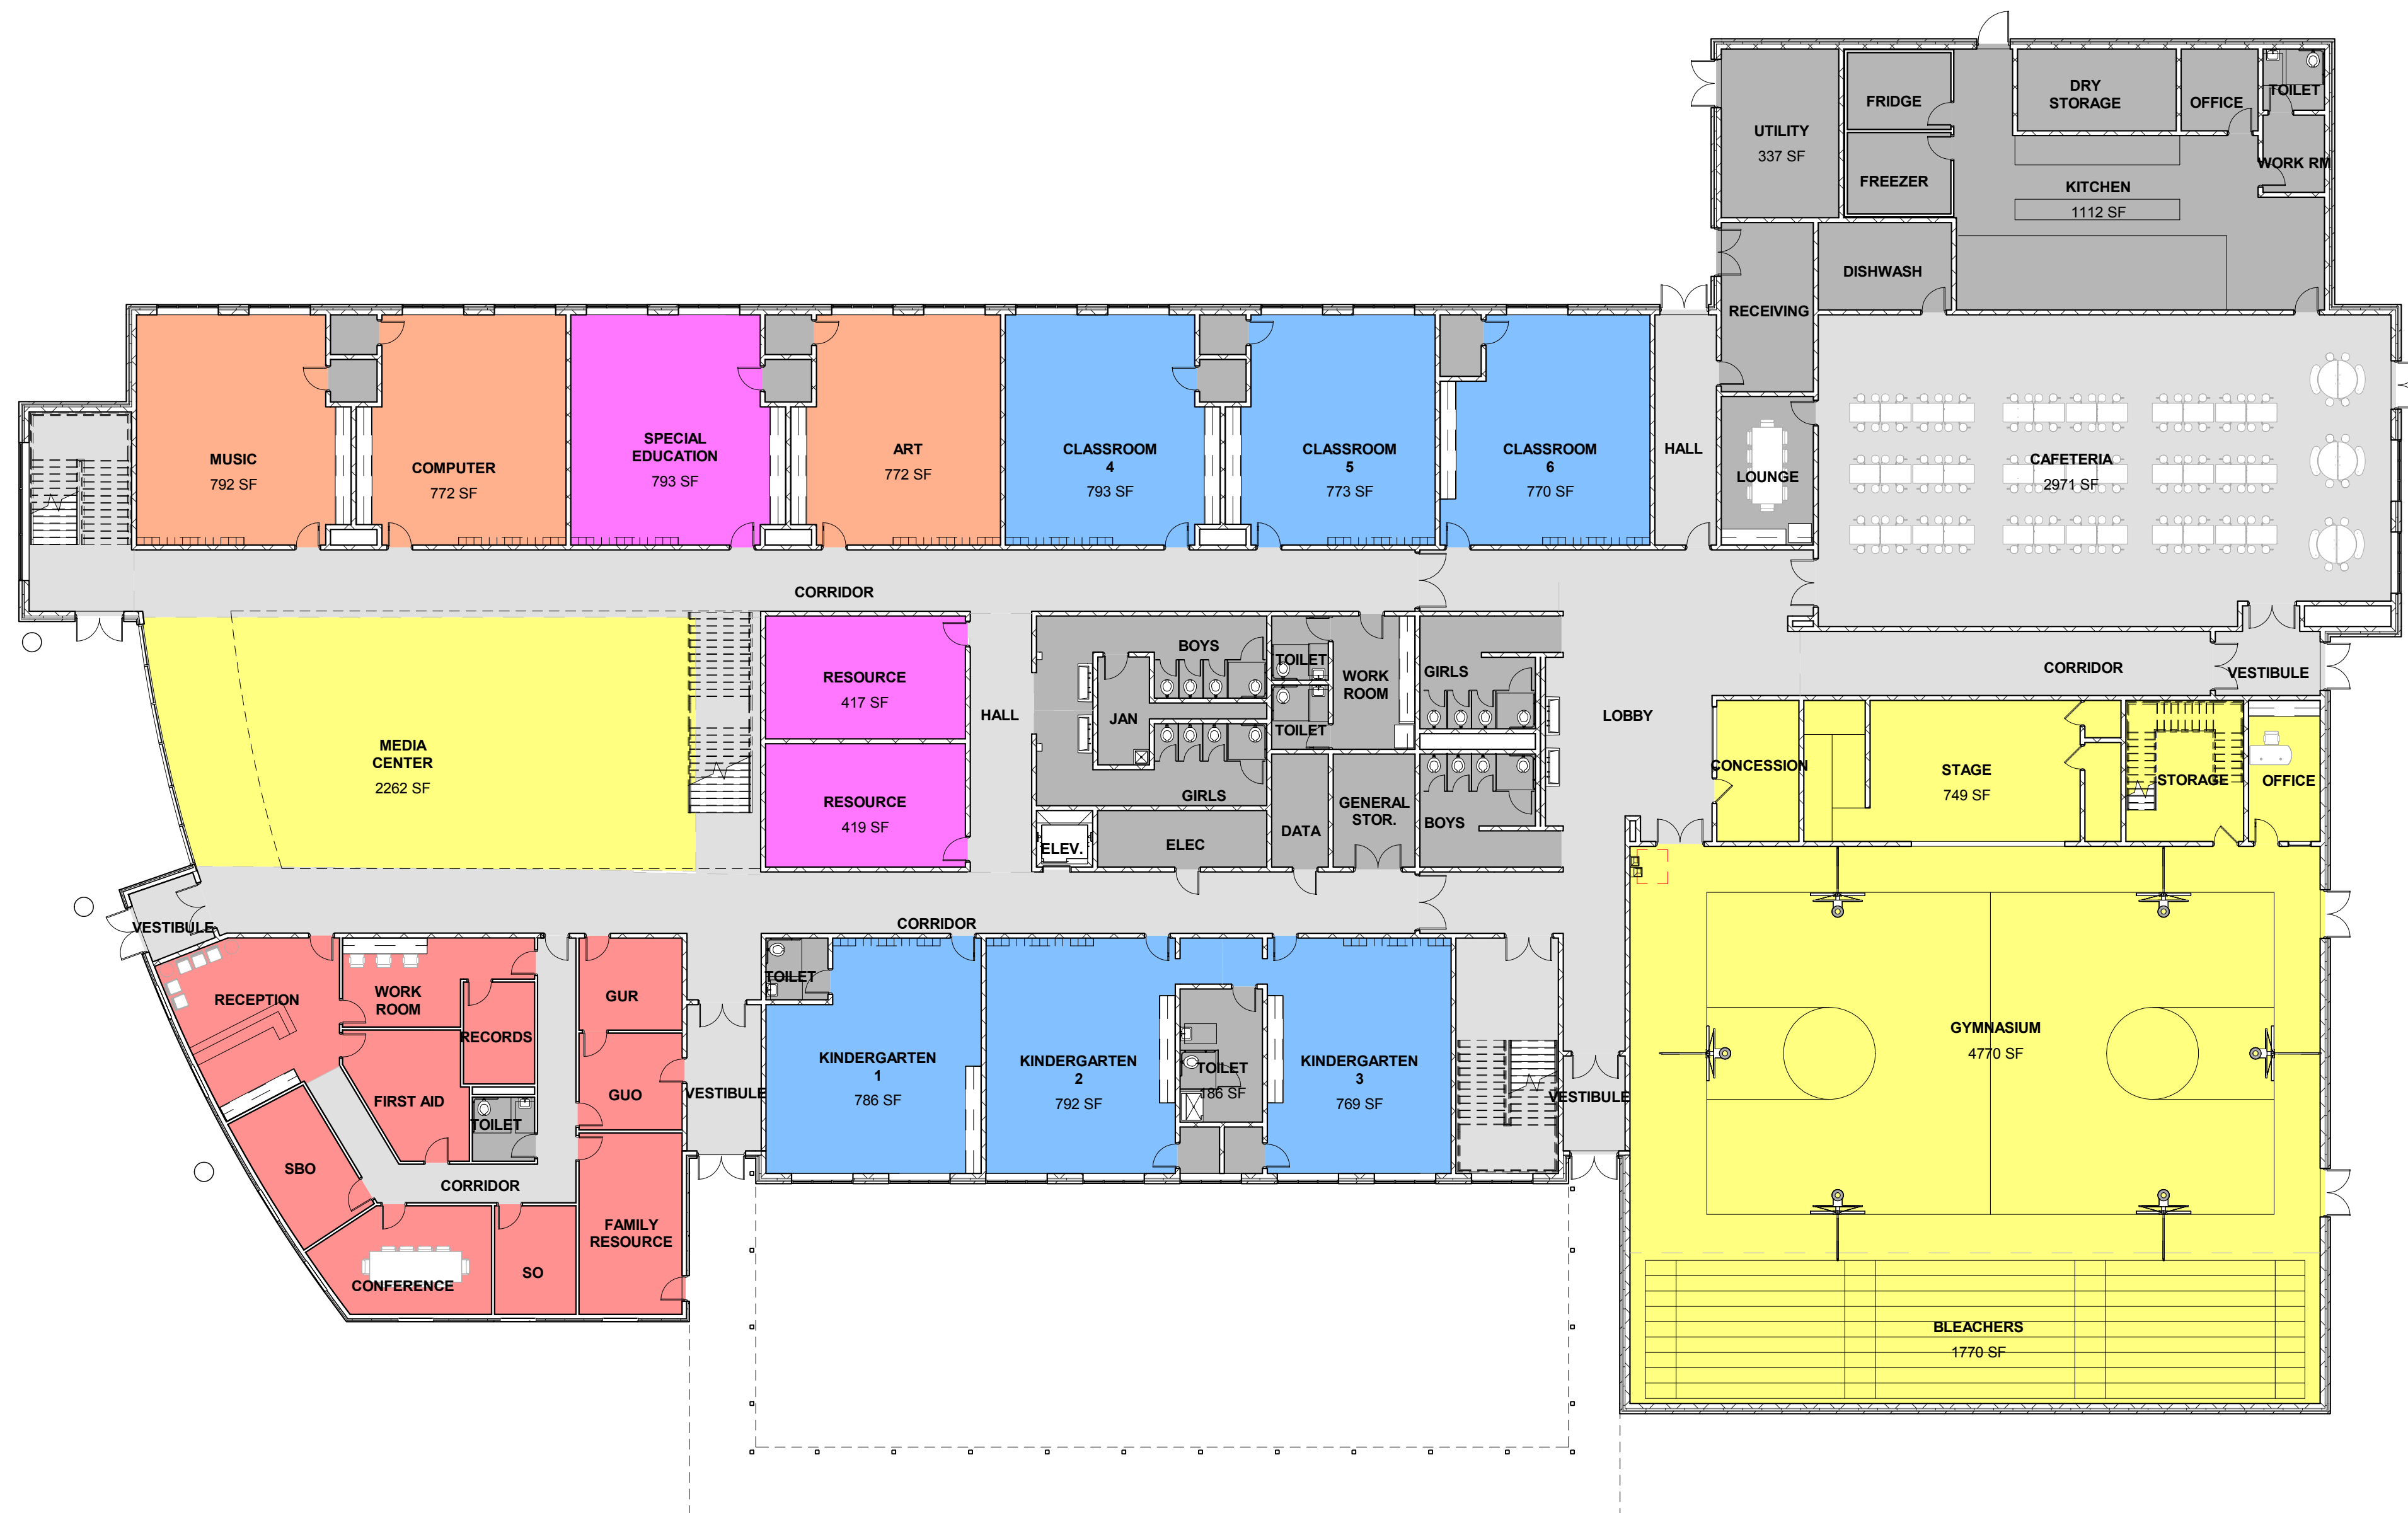 FRIDGE
DRY
STORAGE
OFFICE
TOILET
UTILITY
337 SF
FREEZER
WORK RM
KITCHEN
1112 SF
DISHWASH
RECEIVING
MUSIC
792 SF
COMPUTER
772 SF
SPECIAL
EDUCATION
793 SF
ART
772 SF
CLASSROOM
4
793 SF
CLASSROOM
5
773 SF
CLASSROOM
6
770 SF
HALL
LOUNGE
CAFETERIA
2971 SF
CORRIDOR
RESOURCE
417 SF
HALL
BOYS
JAN
TOILET
TOILET
WORK
ROOM
GIRLS
LOBBY
CORRIDOR
VESTIBULE
MEDIA
CENTER
2262 SF
RESOURCE
419 SF
GIRLS
ELEV.
ELEC
DATA
GENERAL
STOR.
BOYS
CONCESSION
STAGE
749 SF
STORAGE
OFFICE
VESTIBULE
CORRIDOR
RECEPTION
WORK
ROOM
RECORDS
GUR
TOILET
FIRST AID
TOILET
GUO
VESTIBULE
KINDERGARTEN
1
786 SF
KINDERGARTEN
2
792 SF
TOILET
186 SF
KINDERGARTEN
3
769 SF
VESTIBULE
GYMNASIUM
4770 SF
SBO
CORRIDOR
CONFERENCE
SO
FAMILY
RESOURCE
BLEACHERS
1770 SF